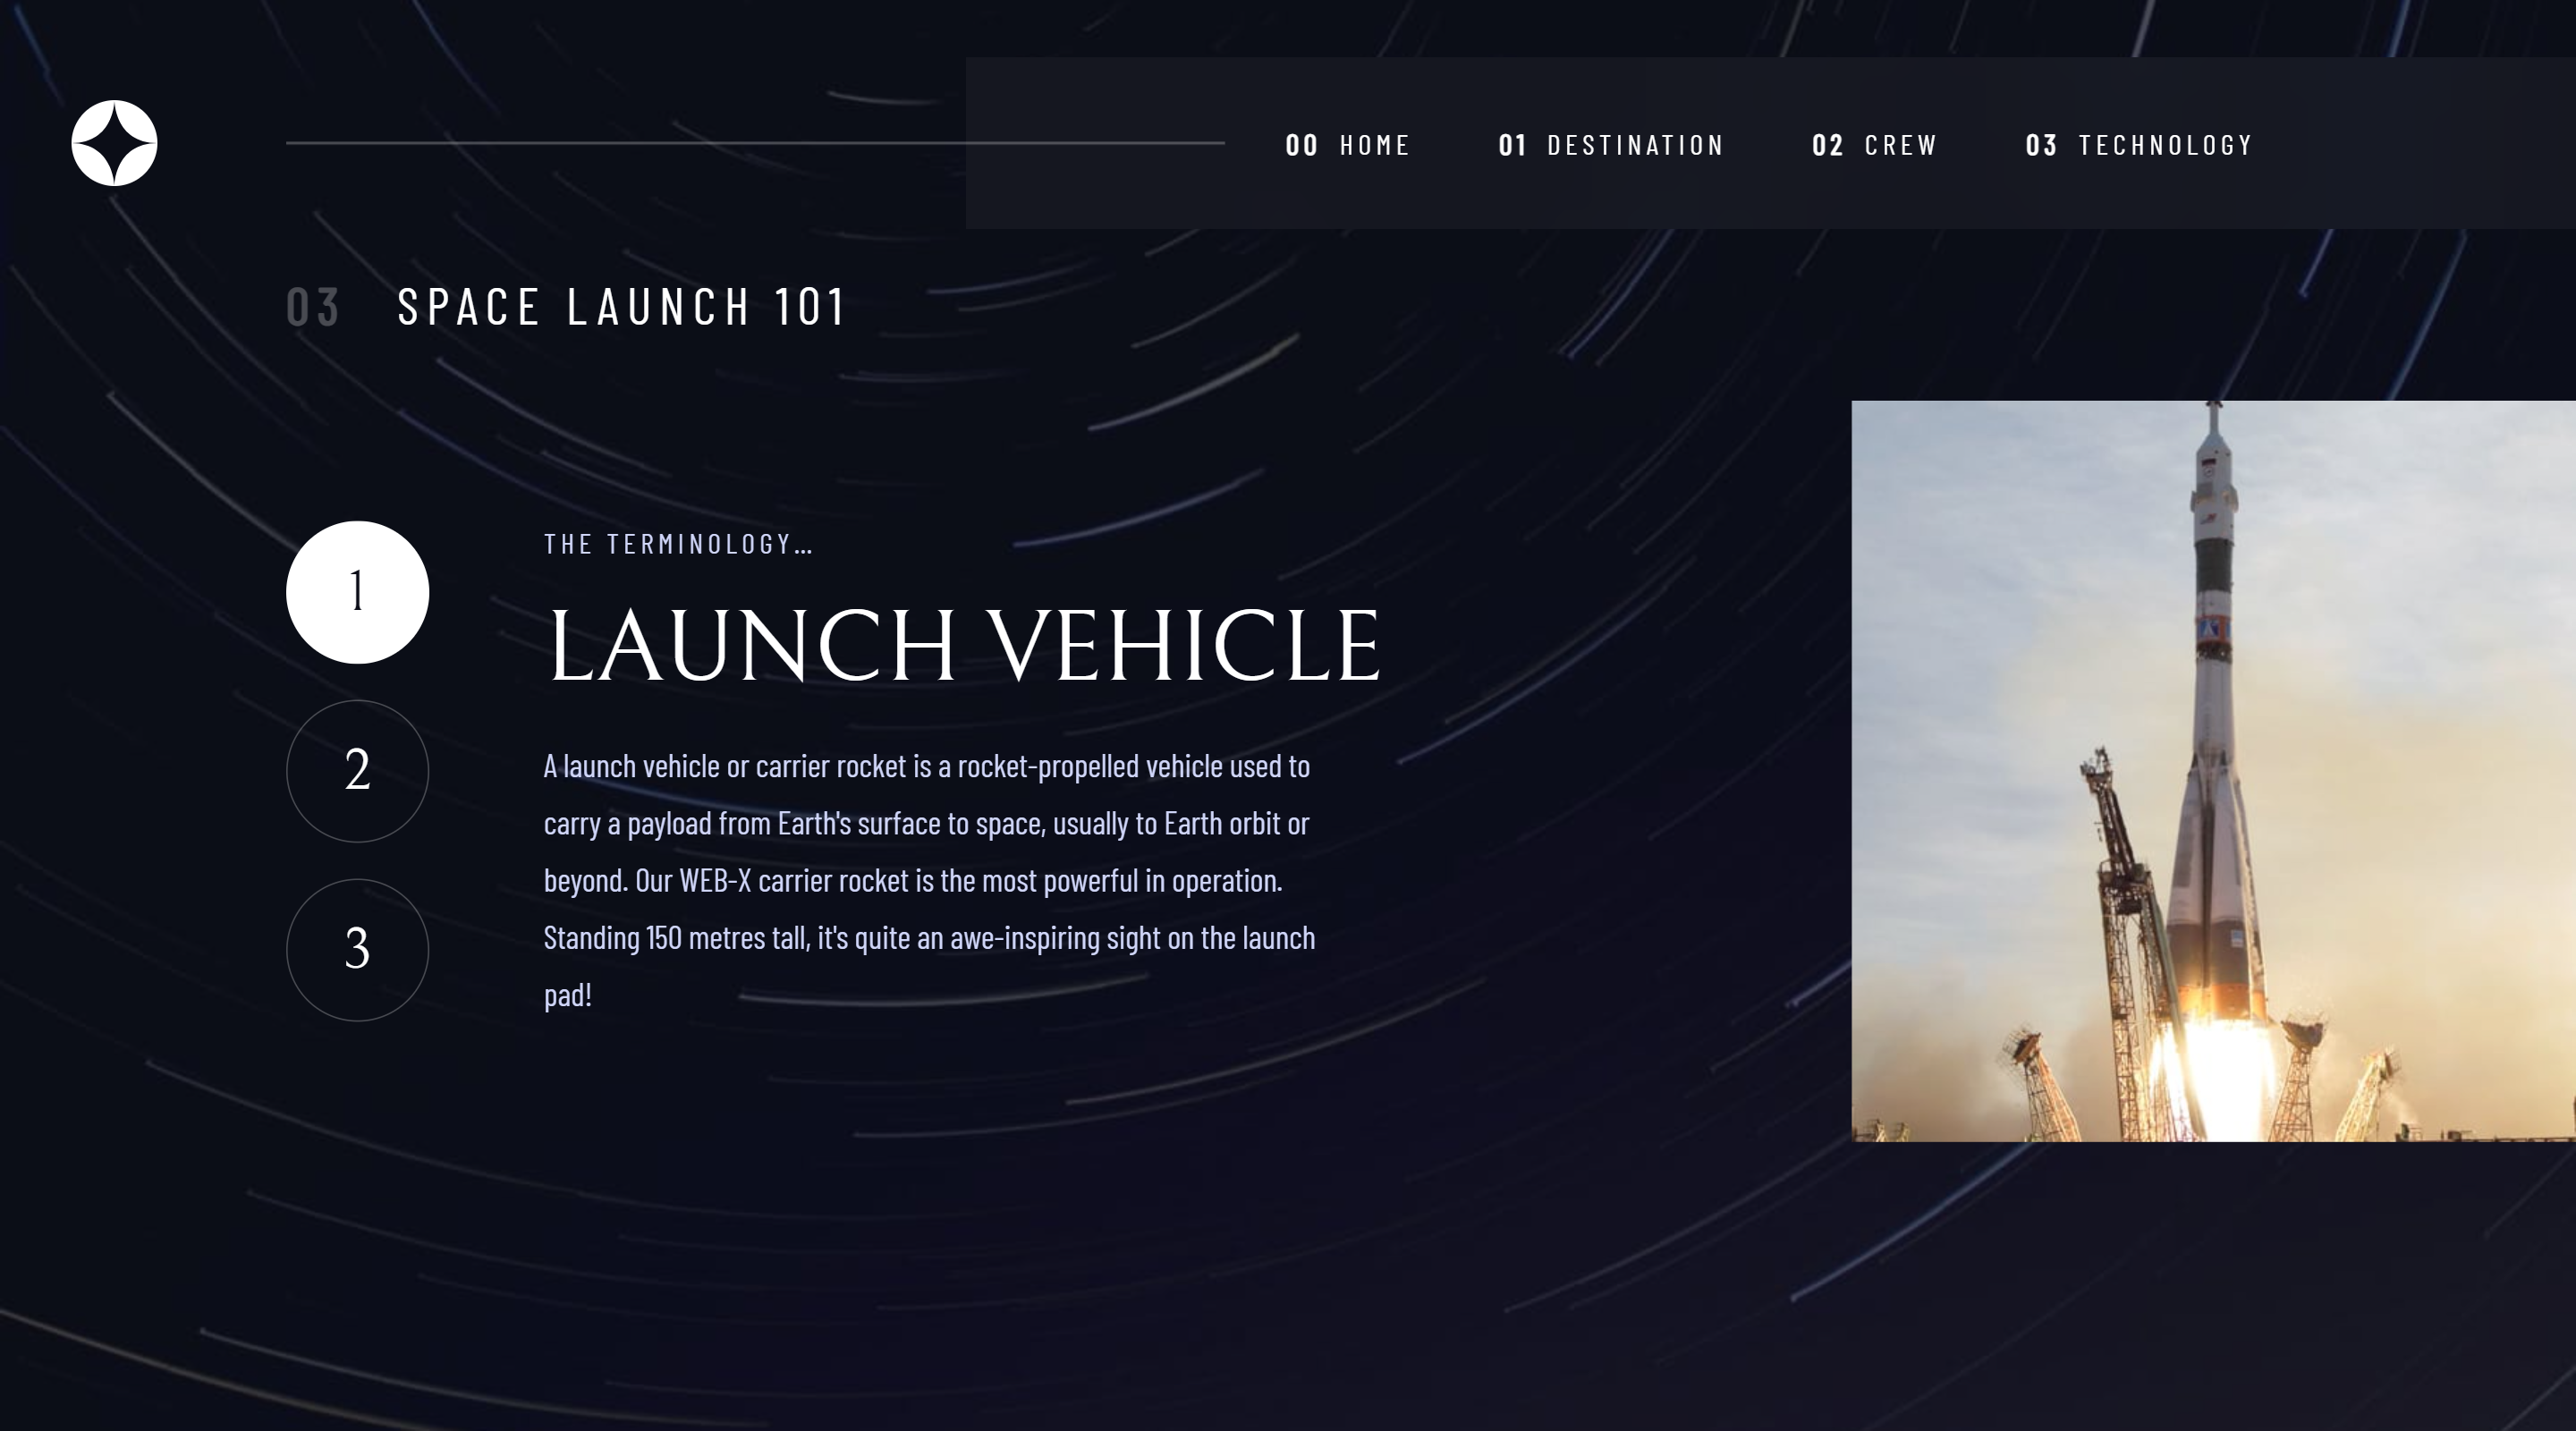 00 HOME 01 DESTINATION 02 CREW 03 TECHNOLOGY
03 SPACE LAUNCH 101
1
2
3
THE TERMINOLOGY...
LAUNCH VEHICLE
A launch vehicle or carrier rocket is a rocket-propelled vehicle used to
carry a payload from Earth's surface to space, usually to Earth orbit or
beyond. Our WEB-X carrier rocket is the most powerful in operation.
Standing 150 metres tall, it's quite an awe-inspiring sight on the launch
pad!